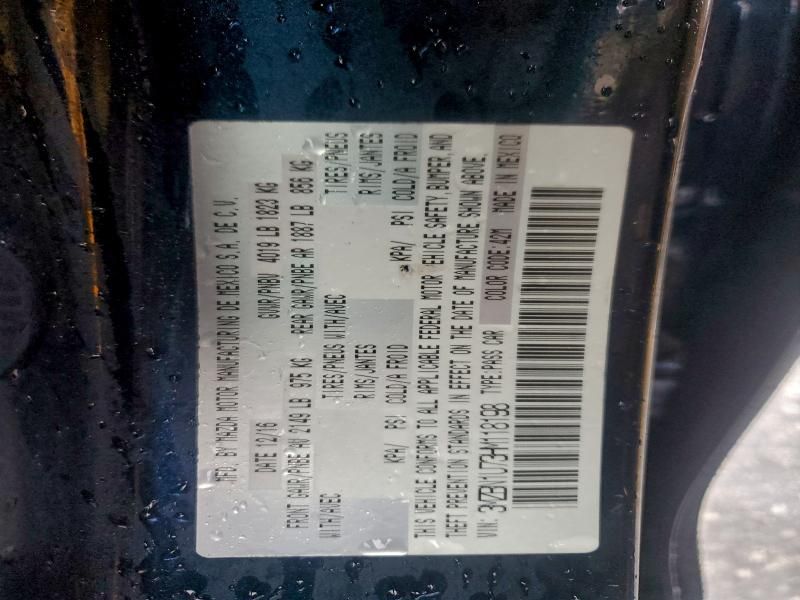 MFD. BY MAZDA MOTOR MANUFACTURING DE MEXICO S.A. DE C.V.
DATE 12/16 GVWR/PNBV 4019 LB 1823 KG
FRONT GAWR/PNBE AV 2149 LB 975 KG REAR GAWR/PNBE AR 1887 LB 856 KG
WITH/AVEC TIRES/PNEUS WITH/AVEC TIRES/PNEUS
RIMS/JANTES RIMS/JANTES
KPA/ PSI COLD/A FROID KPA/ PSI COLD/A FROID
THIS VEHICLE CONFORMS TO ALL APPLICABLE FEDERAL MOTOR VEHICLE SAFETY, BUMPER, AND
THEFT PREVENTION STANDARDS IN EFFECT ON THE DATE OF MANUFACTURE SHOWN ABOVE.
VIN: 3MZBN1U73HM118198 TYPE:PASS CAR COLOR CODE:42M MADE IN MEXICO